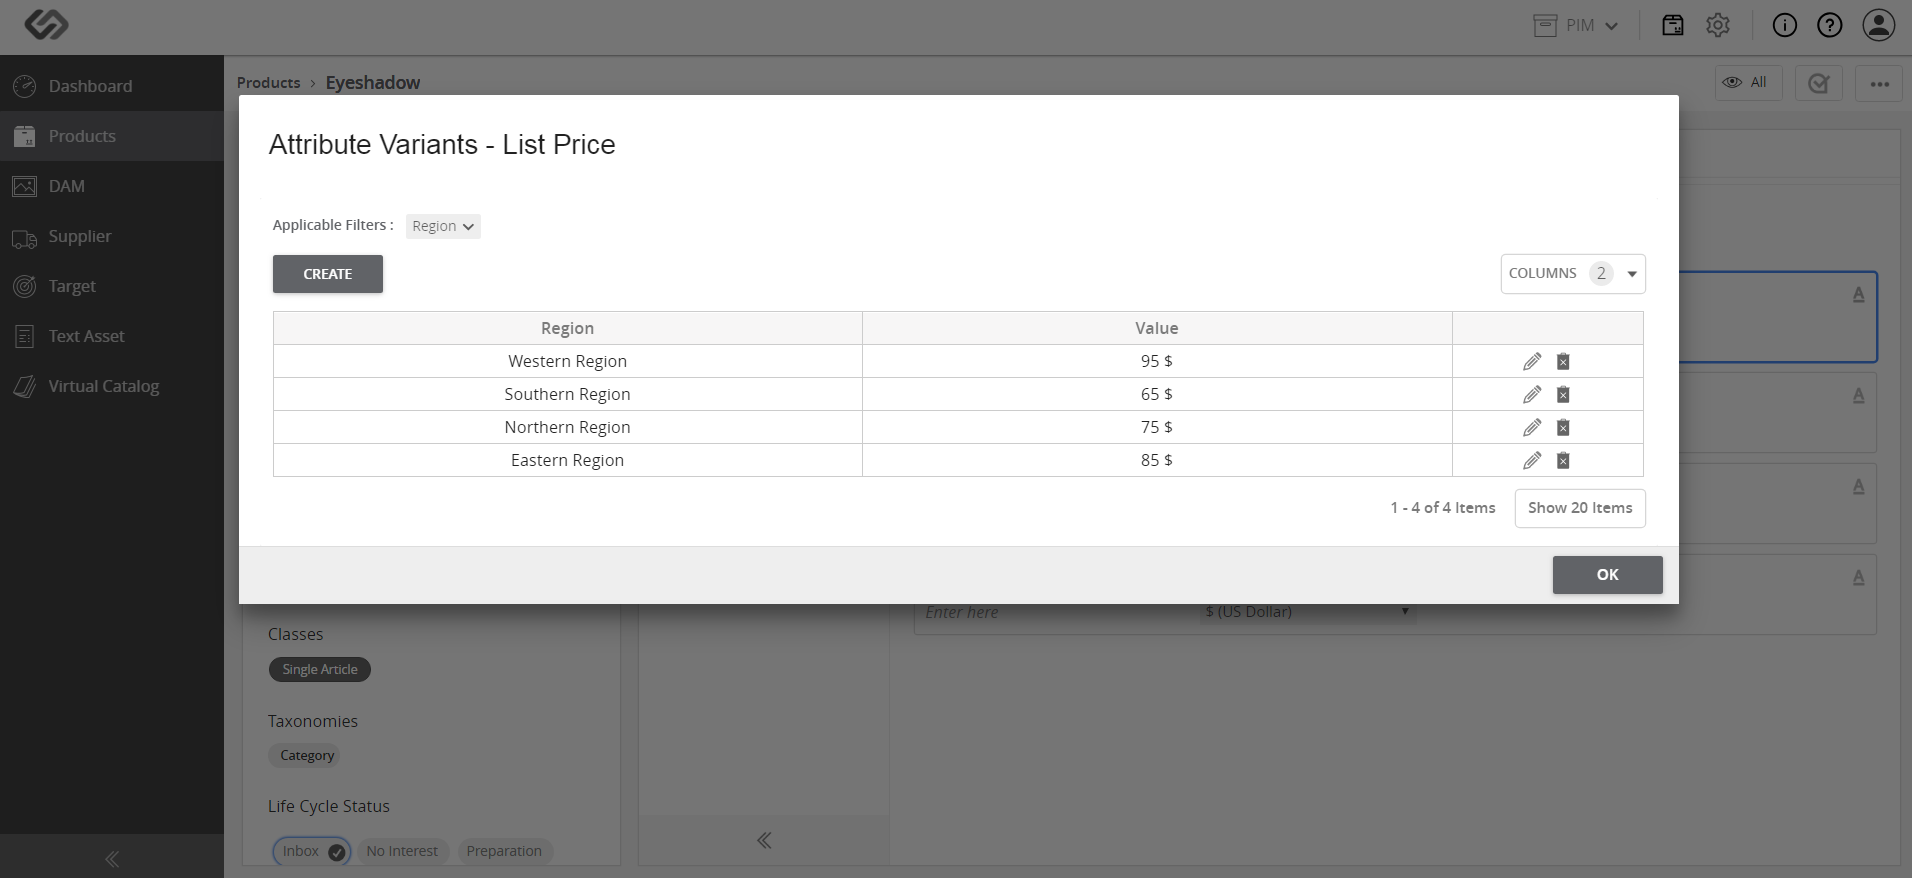 PIM
Dashboard
Products
DAM
Supplier
Target
Text Asset
Virtual Catalog
Products › Eyeshadow
All
Attribute Variants - List Price
Applicable Filters : Region
CREATE
COLUMNS 2
Region Value
Western Region 95 $
Southern Region 65 $
Northern Region 75 $
Eastern Region 85 $
1 - 4 of 4 Items Show 20 Items
OK
Enter here $ (US Dollar)
Classes
Single Article
Taxonomies
Category
Life Cycle Status
Inbox No Interest Preparation